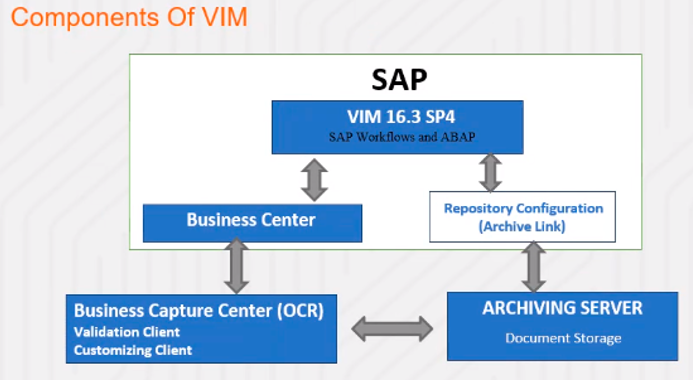 Components Of VIM
SAP
VIM 16.3 SP4
SAP Workflows and ABAP
Business Center
Repository Configuration
(Archive Link)
Business Capture Center (OCR)
Validation Client
Customizing Client
ARCHIVING SERVER
Document Storage